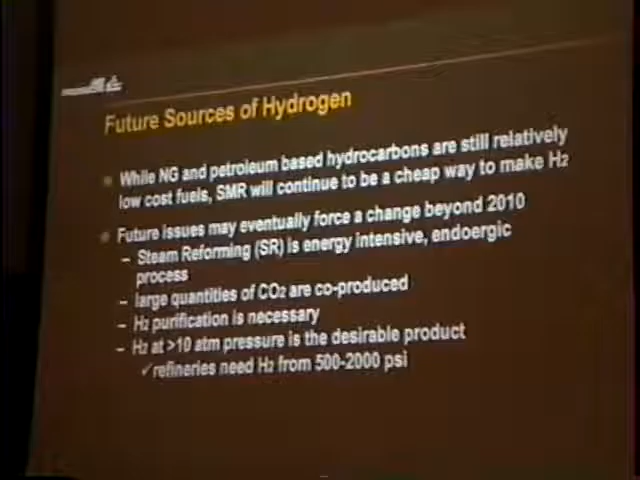 Future Sources of Hydrogen
While NG and petroleum based hydrocarbons are still relatively
low cost fuels, SMR will continue to be a cheap way to make H₂
Future issues may eventually force a change beyond 2010
– Steam Reforming (SR) is energy intensive, endoergic
process
– large quantities of CO₂ are co-produced
– H₂ purification is necessary
– H₂ at >10 atm pressure is the desirable product
✓refineries need H₂ from 500-2000 psi